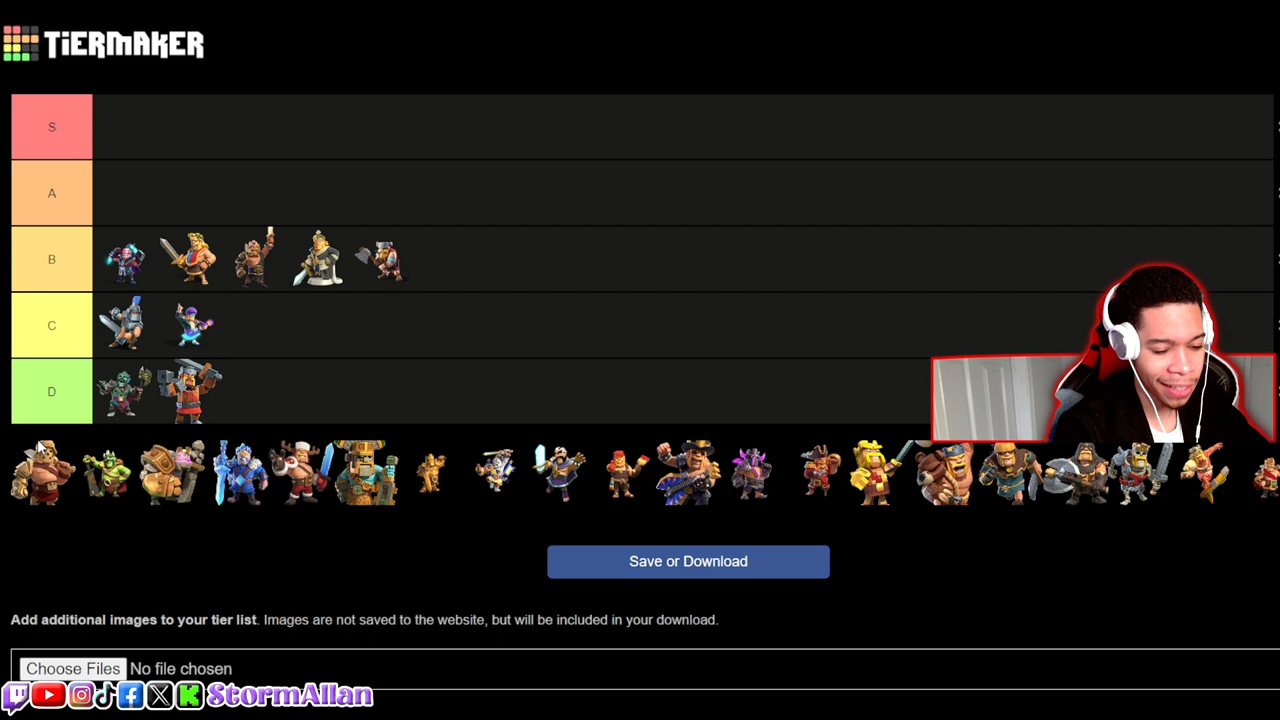 TiERMAKER
S
A
B
C
D
Save or Download
Add additional images to your tier list. Images are not saved to the website, but will be included in your download.
Choose Files No file chosen
StormAllan